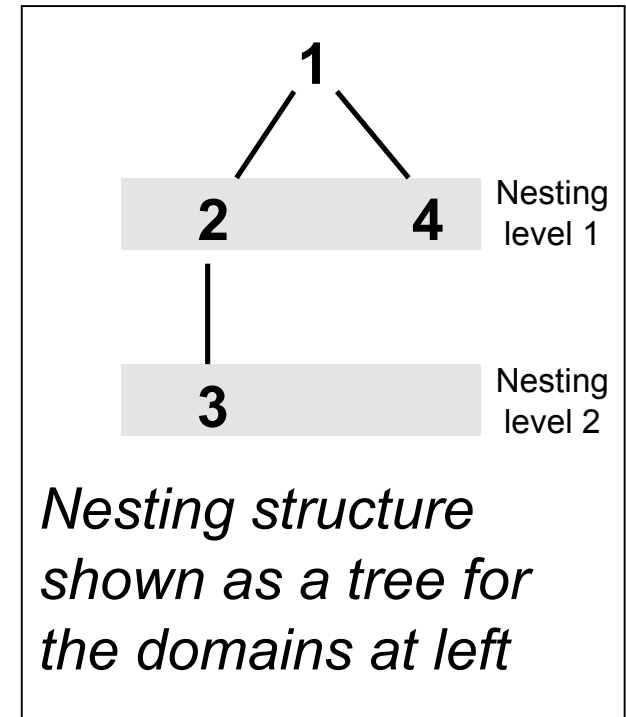 1
2 4 Nesting
level 1
3 Nesting
level 2
Nesting structure
shown as a tree for
the domains at left